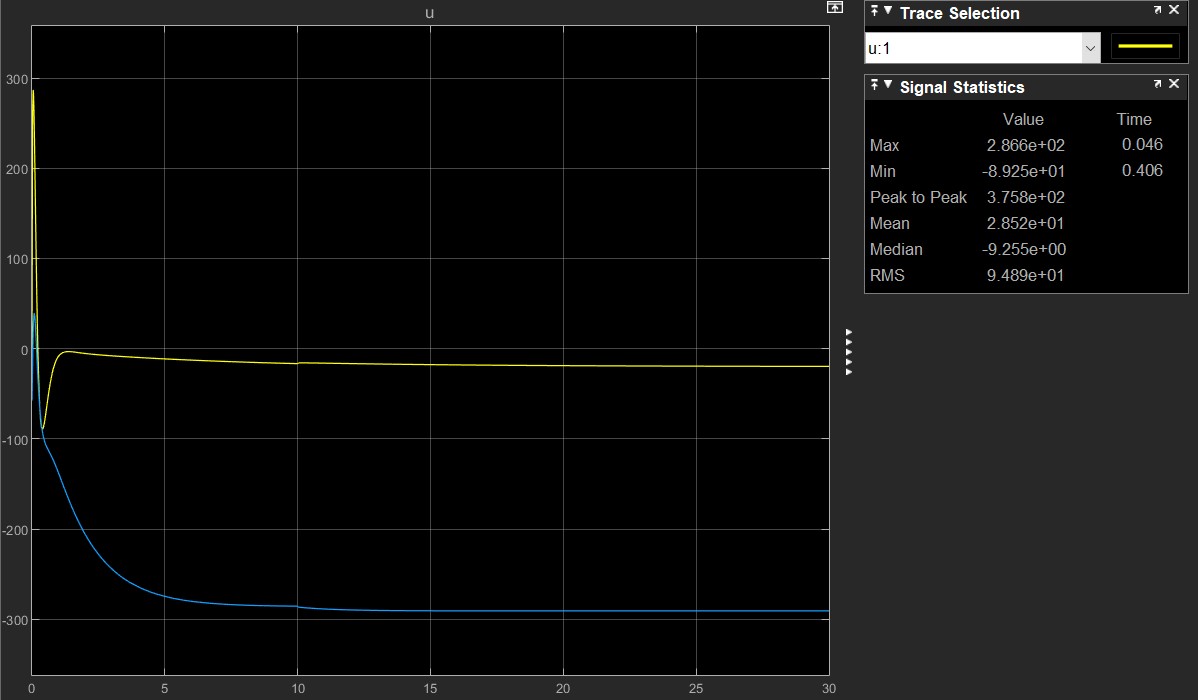 u
300
200
100
0
-100
-200
-300
0 5 10 15 20 25 30
Trace Selection
u:1
Signal Statistics
Value Time
Max 2.866e+02 0.046
Min -8.925e+01 0.406
Peak to Peak 3.758e+02
Mean 2.852e+01
Median -9.255e+00
RMS 9.489e+01